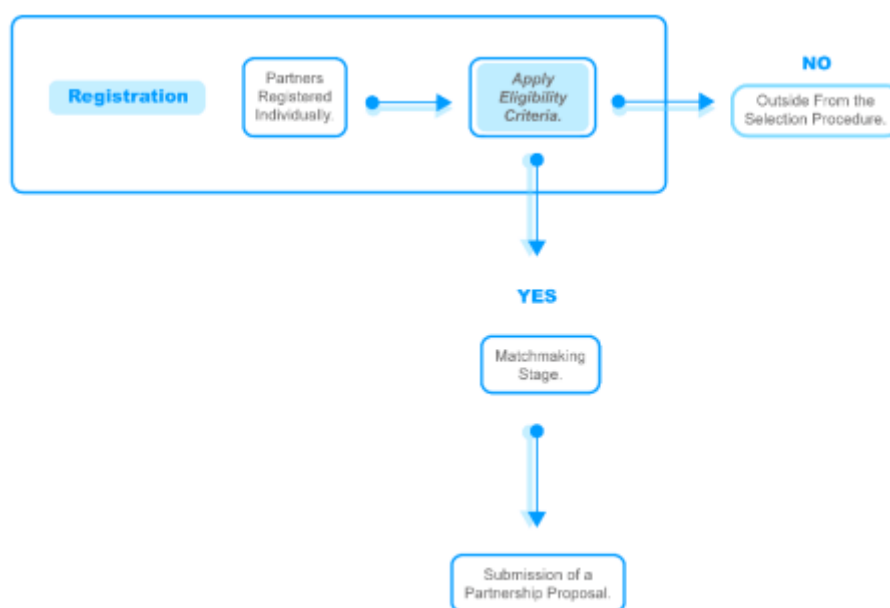 Registration
Partners
Registered
Individually.
Apply
Eligibility
Criteria.
NO
Outside From the
Selection Procedure.
YES
Matchmaking
Stage.
Submission of a
Partnership Proposal.